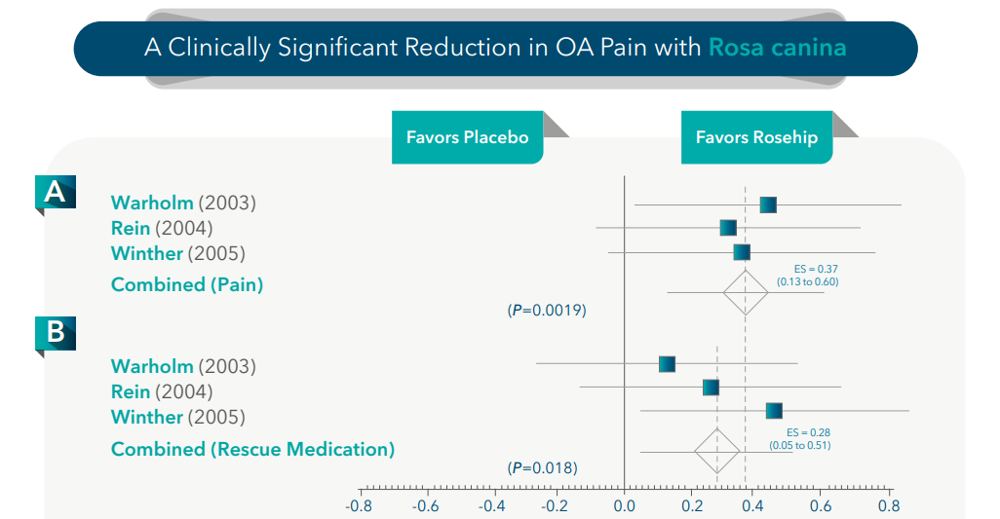 A Clinically Significant Reduction in OA Pain with Rosa canina
Favors Placebo
Favors Rosehip
A
Warholm (2003)
Rein (2004)
Winther (2005)
ES = 0.37
(0.13 to 0.60)
Combined (Pain)
(P=0.0019)
B
Warholm (2003)
Rein (2004)
Winther (2005)
ES = 0.28
(0.05 to 0.51)
Combined (Rescue Medication)
(P=0.018)
-0.8 -0.6 -0.4 -0.2 0.0 0.2 0.4 0.6 0.8